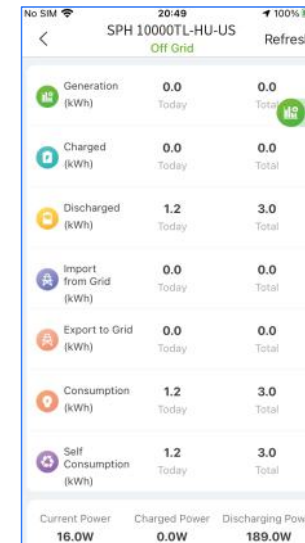 No SIM 20:49 100%
SPH 10000TL-HU-US
Refresh
Off Grid
Generation 0.0 0.0
(kWh) Today Total
Charged 0.0 0.0
(kWh) Today Total
Discharged 1.2 3.0
(kWh) Today Total
Import
from Grid 0.0 0.0
(kWh) Today Total
Export to Grid 0.0 0.0
(kWh) Today Total
Consumption 1.2 3.0
(kWh) Today Total
Self
Consumption 1.2 3.0
(kWh) Today Total
Current Power Charged Power Discharging Pow
16.0W 0.0W 189.0W